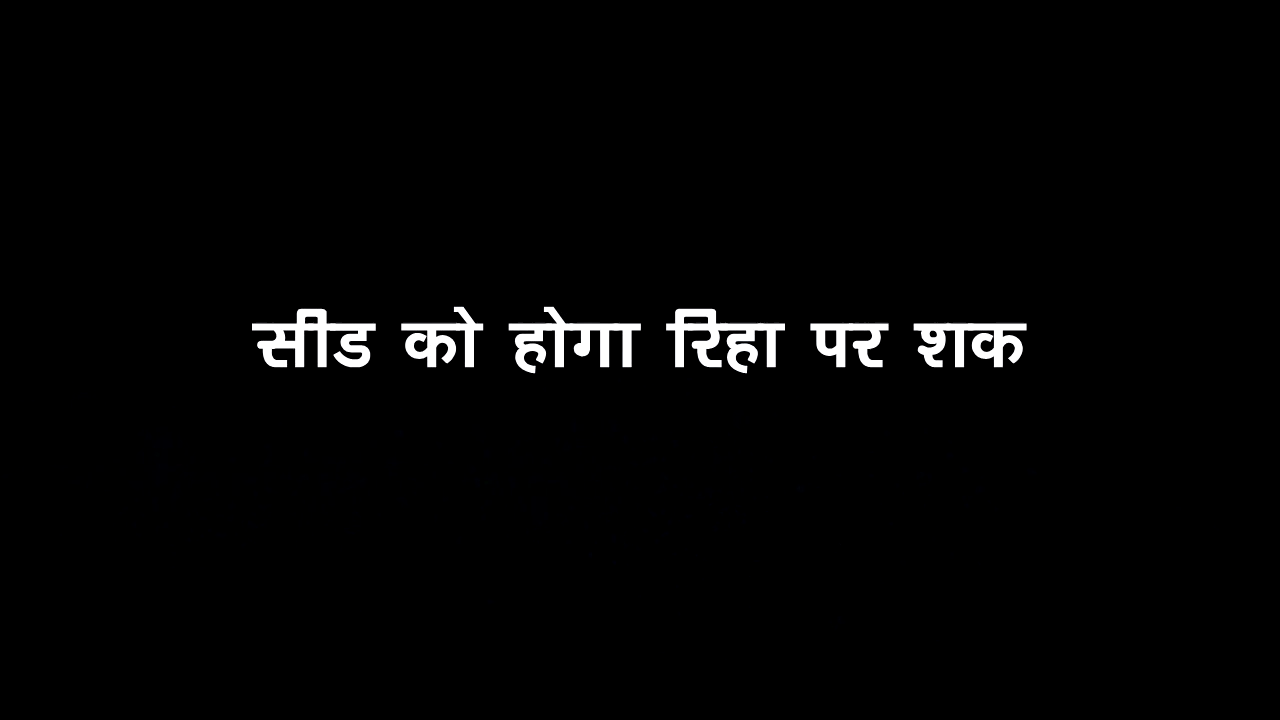 सीड को होगा रिहा पर शक